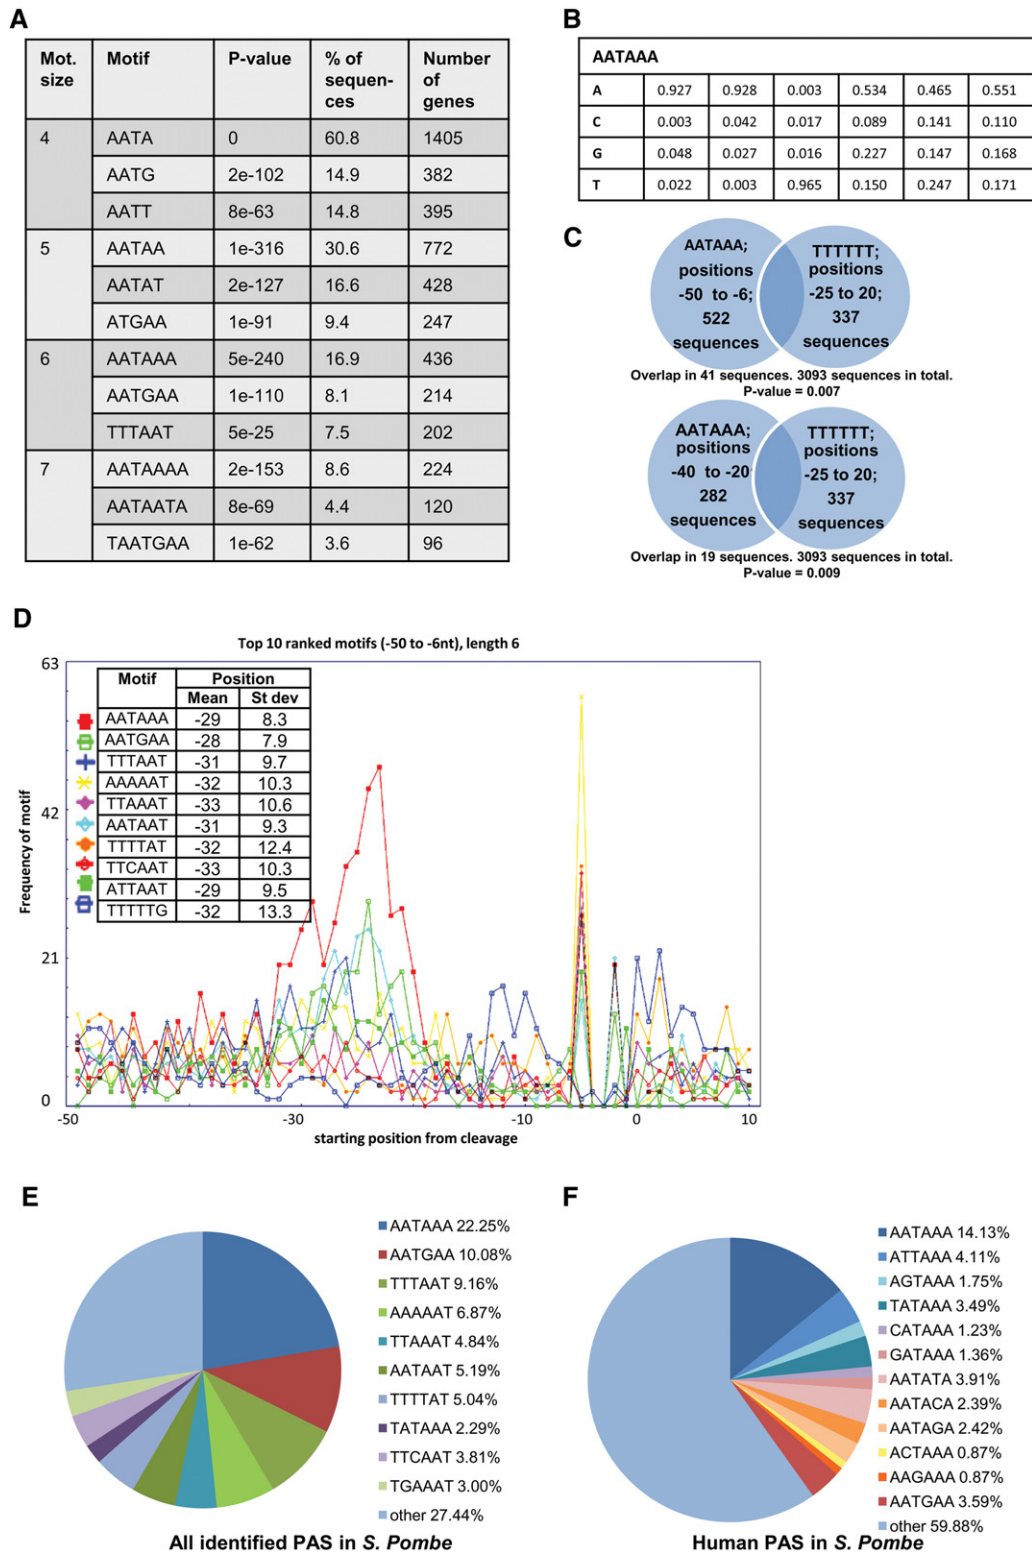 A
Mot. size Motif P-value % of sequen-ces Number of genes
4 AATA 0 60.8 1405
AATG 2e-102 14.9 382
AATT 8e-63 14.8 395
5 AATAA 1e-316 30.6 772
AATAT 2e-127 16.6 428
ATGAA 1e-91 9.4 247
6 AATAAA 5e-240 16.9 436
AATGAA 1e-110 8.1 214
TTTAAT 5e-25 7.5 202
7 AATAAAA 2e-153 8.6 224
AATAATA 8e-69 4.4 120
TAATGAA 1e-62 3.6 96
B
AATAAA
A 0.927 0.928 0.003 0.534 0.465 0.551
C 0.003 0.042 0.017 0.089 0.141 0.110
G 0.048 0.027 0.016 0.227 0.147 0.168
T 0.022 0.003 0.965 0.150 0.247 0.171
C
AATAAA;
positions
-50 to -6;
522
sequences
TTTTTT;
positions
-25 to 20;
337
sequences
Overlap in 41 sequences. 3093 sequences in total.
P-value = 0.007
AATAAA;
positions
-40 to -20;
282
sequences
TTTTTT;
positions
-25 to 20;
337
sequences
Overlap in 19 sequences. 3093 sequences in total.
P-value = 0.009
D
Top 10 ranked motifs (-50 to -6nt), length 6
Motif Position
Mean St dev
AATAAA -29 8.3
AATGAA -28 7.9
TTTAAT -31 9.7
AAAAAT -32 10.3
TTAAAT -33 10.6
AATAAT -31 9.3
TTTTAT -32 12.4
TTCAAT -33 10.3
ATTAAT -29 9.5
TTTTTG -32 13.3
Frequency of motif
63
42
21
0
-50 -30 -10 0 10
starting position from cleavage
E
AATAAA 22.25%
AATGAA 10.08%
TTTAAT 9.16%
AAAAAT 6.87%
TTAAAT 4.84%
AATAAT 5.19%
TTTTAT 5.04%
TATAAA 2.29%
TTCAAT 3.81%
TGAAAT 3.00%
other 27.44%
All identified PAS in S. Pombe
F
AATAAA 14.13%
ATTAAA 4.11%
AGTAAA 1.75%
TATAAA 3.49%
CATAAA 1.23%
GATAAA 1.36%
AATATA 3.91%
AATACA 2.39%
AATAGA 2.42%
ACTAAA 0.87%
AAGAAA 0.87%
AATGAA 3.59%
other 59.88%
Human PAS in S. Pombe